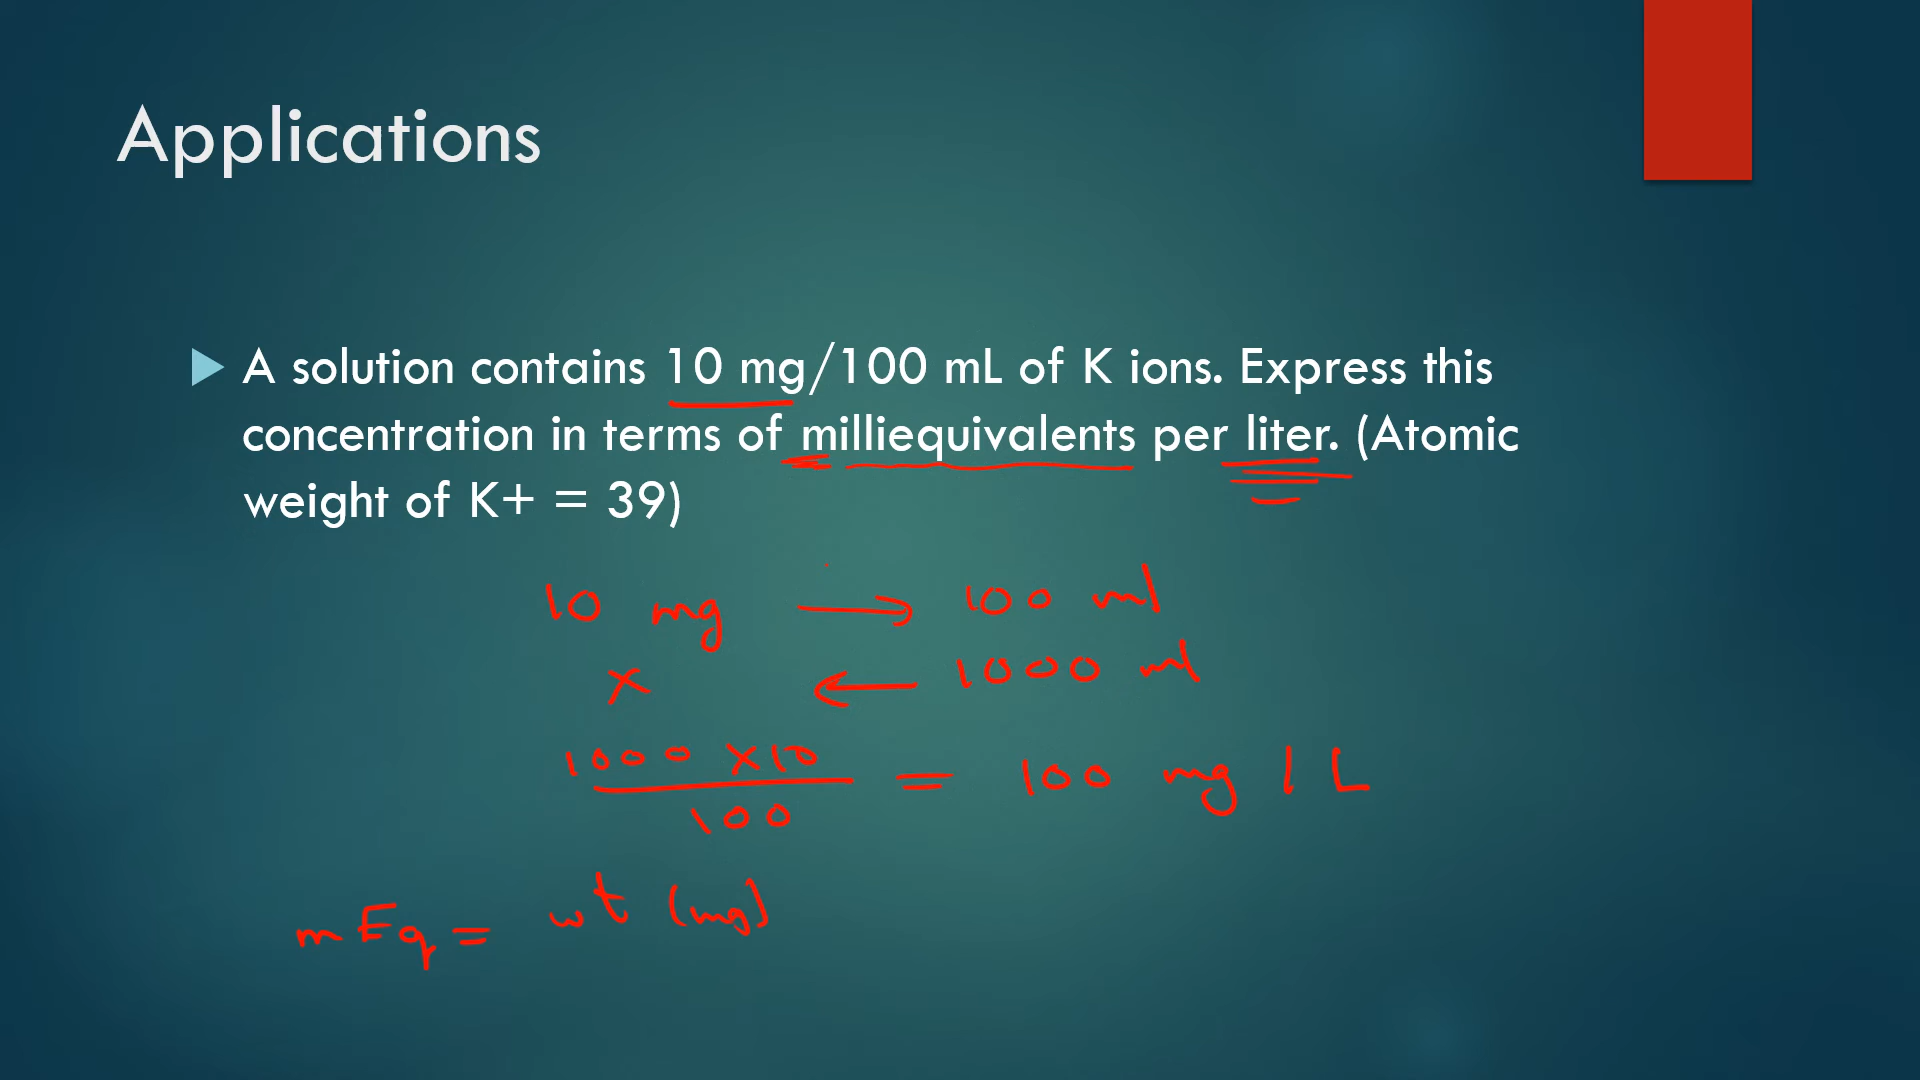 Applications
A solution contains 10 mg/100 mL of K ions. Express this
concentration in terms of milliequivalents per liter. (Atomic
weight of K+ = 39)
10 mg → 100 ml
x ← 1000 ml
1000 x 10
= 100 mg / L
100
mEq = wt (mg)